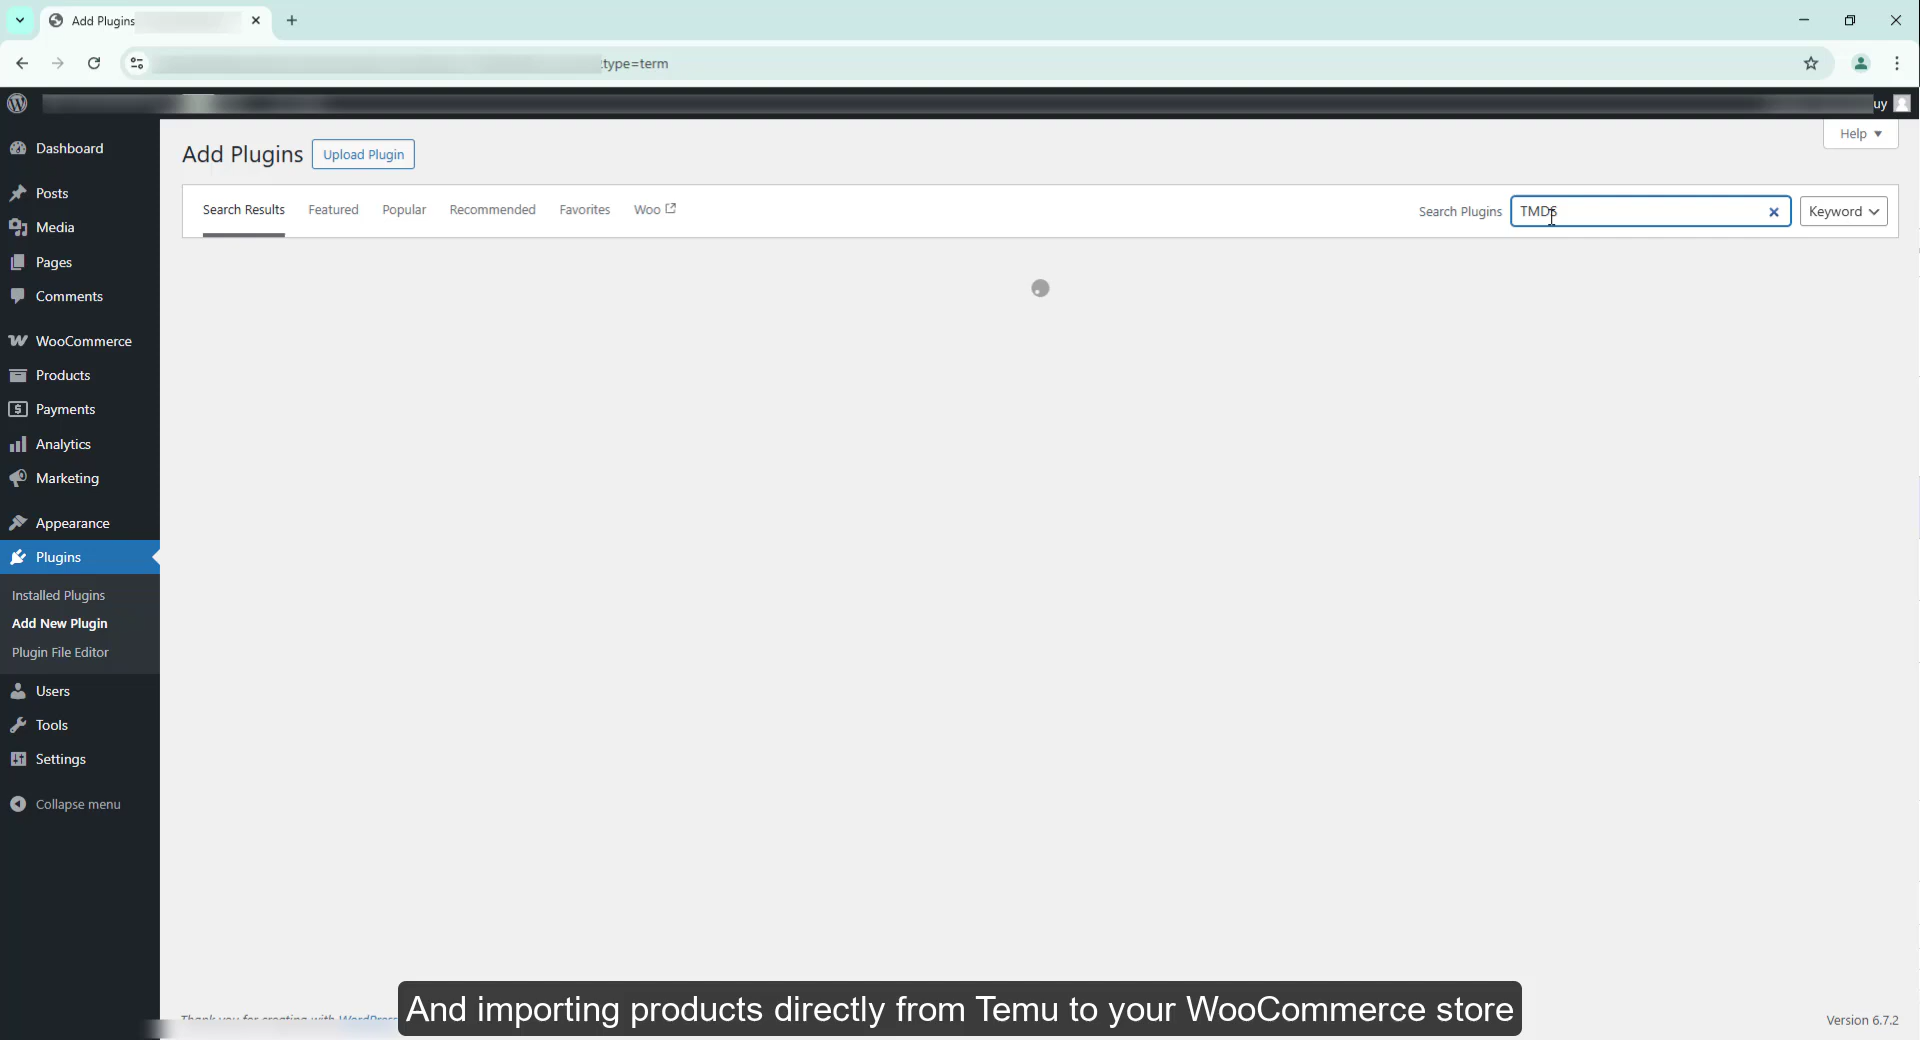 Add Plugins
type=term
uy
Help
Dashboard
Posts
Media
Pages
Comments
WooCommerce
Products
Payments
Analytics
Marketing
Appearance
Plugins
Installed Plugins
Add New Plugin
Plugin File Editor
Users
Tools
Settings
Collapse menu
Add Plugins
Upload Plugin
Search Results
Featured
Popular
Recommended
Favorites
Woo
Search Plugins
TMDS
Keyword
And importing products directly from Temu to your WooCommerce store
Thank you for creating with WordPress
Version 6.7.2